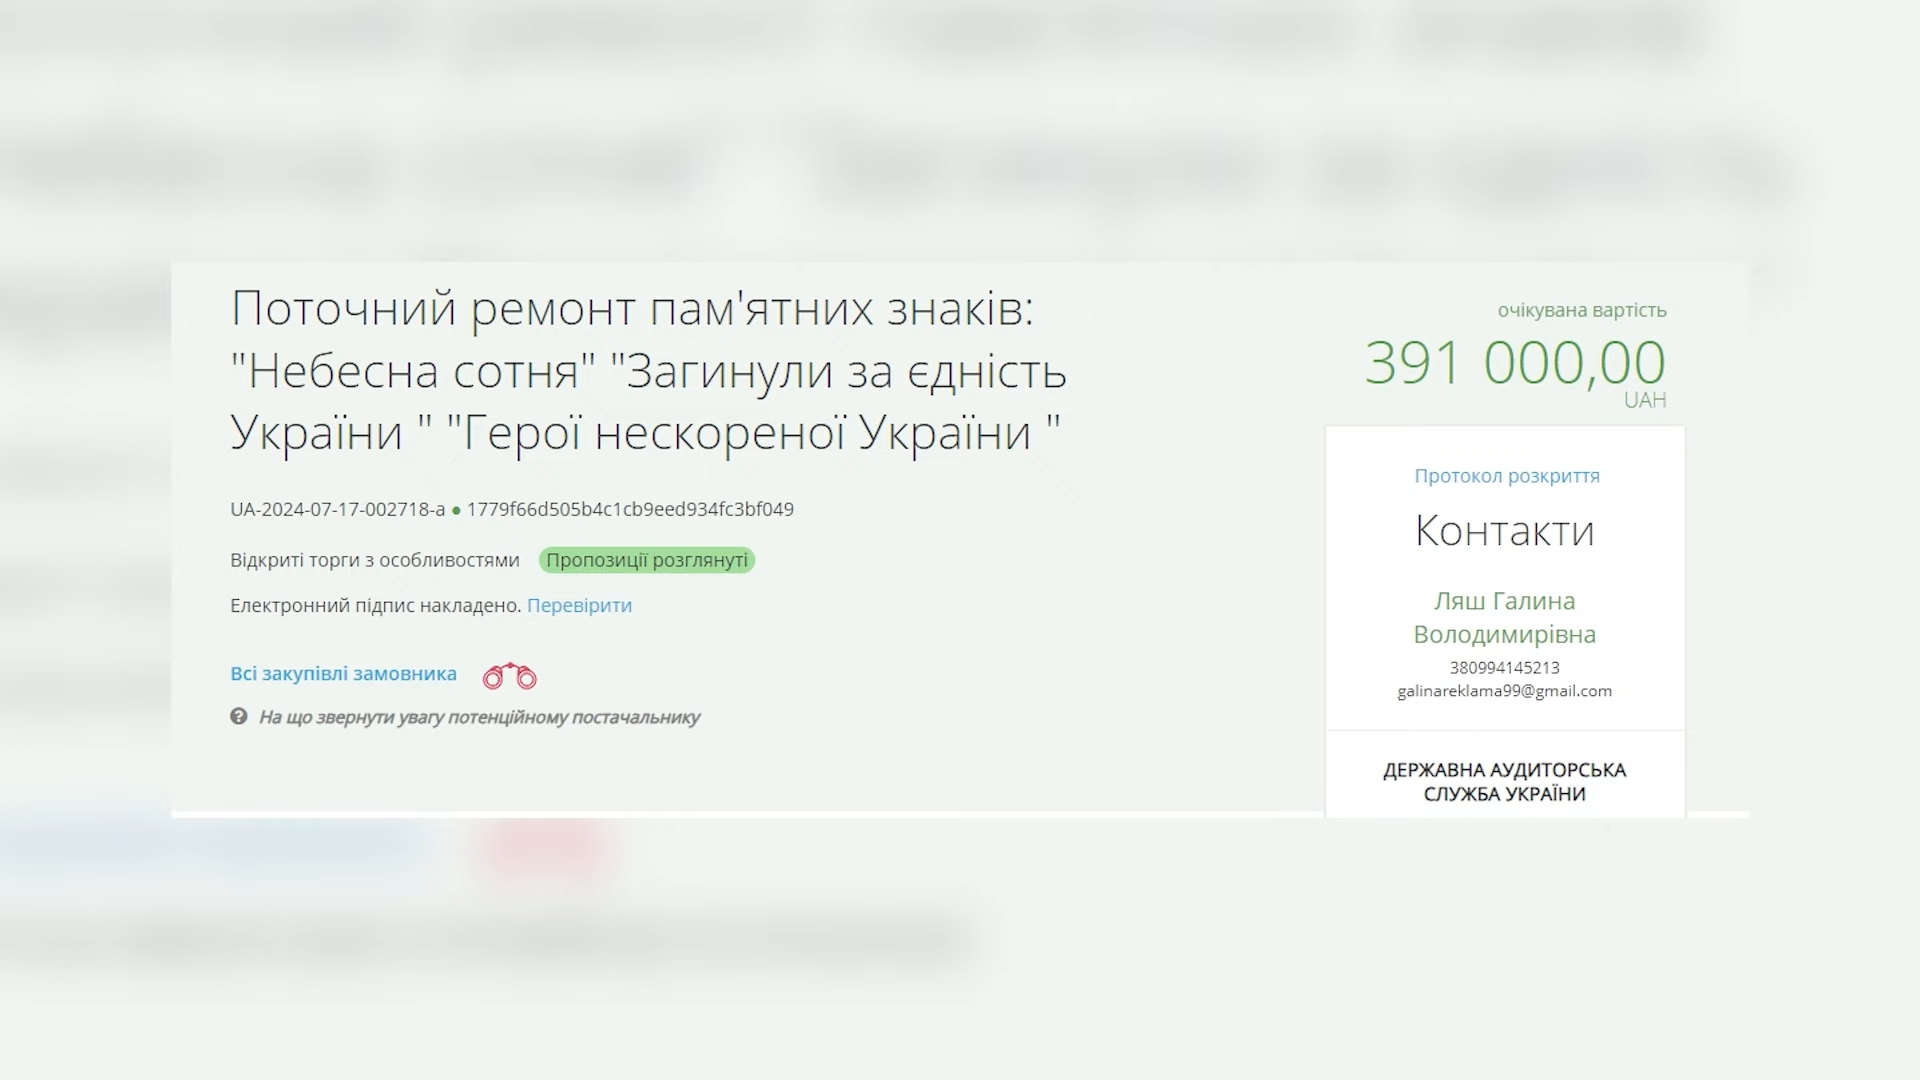 Поточний ремонт пам'ятних знаків:
"Небесна сотня" "Загинули за єдність
України " "Герої нескореної України "
UA-2024-07-17-002718-a ● 1779f66d505b4c1cb9eed934fc3bf049
Відкриті торги з особливостями Пропозиції розглянуті
Електронний підпис накладено. Перевірити
Всі закупівлі замовника
На що звернути увагу потенційному постачальнику
очікувана вартість
391 000,00
UAH
Протокол розкриття
Контакти
Ляш Галина
Володимирівна
380994145213
galinareklama99@gmail.com
ДЕРЖАВНА АУДИТОРСЬКА
СЛУЖБА УКРАЇНИ